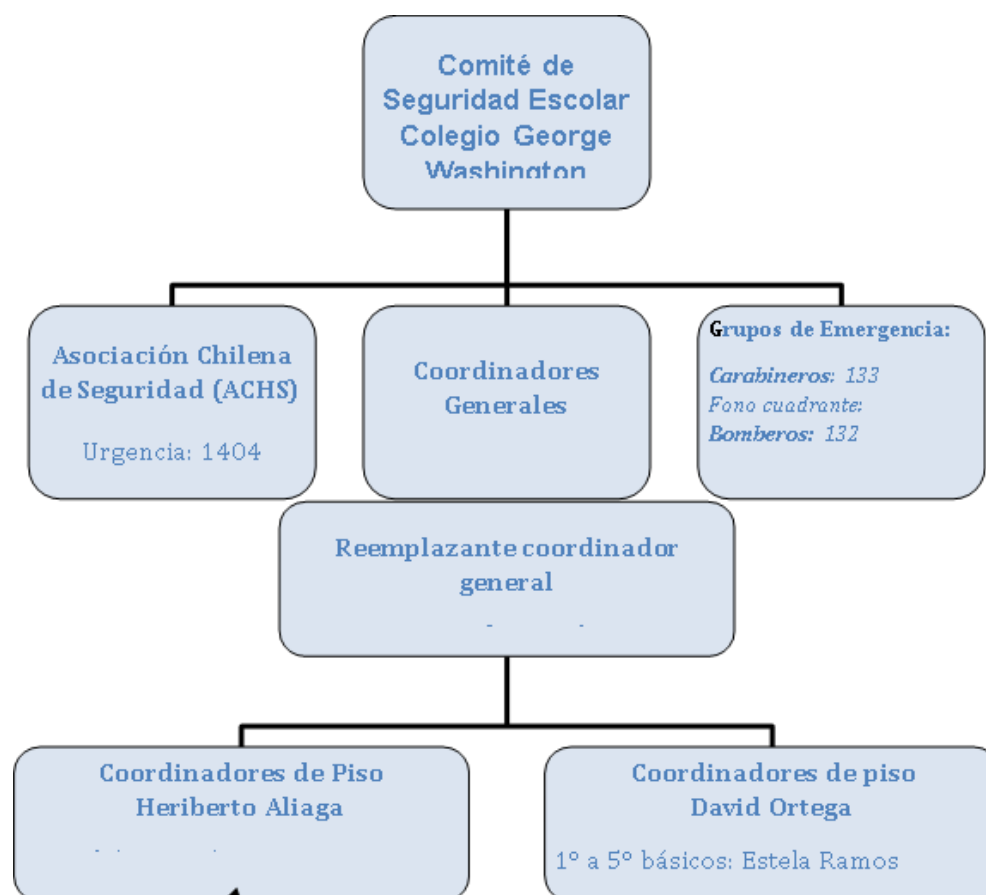 Comité de
Seguridad Escolar
Colegio George
Washington
Asociación Chilena
de Seguridad (ACHS)
Urgencia: 1404
Coordinadores
Generales
Grupos de Emergencia:
Carabineros: 133
Fono cuadrante:
Bomberos: 132
Reemplazante coordinador
general
Coordinadores de Piso
Heriberto Aliaga
Coordinadores de piso
David Ortega
1º a 5º básicos: Estela Ramos